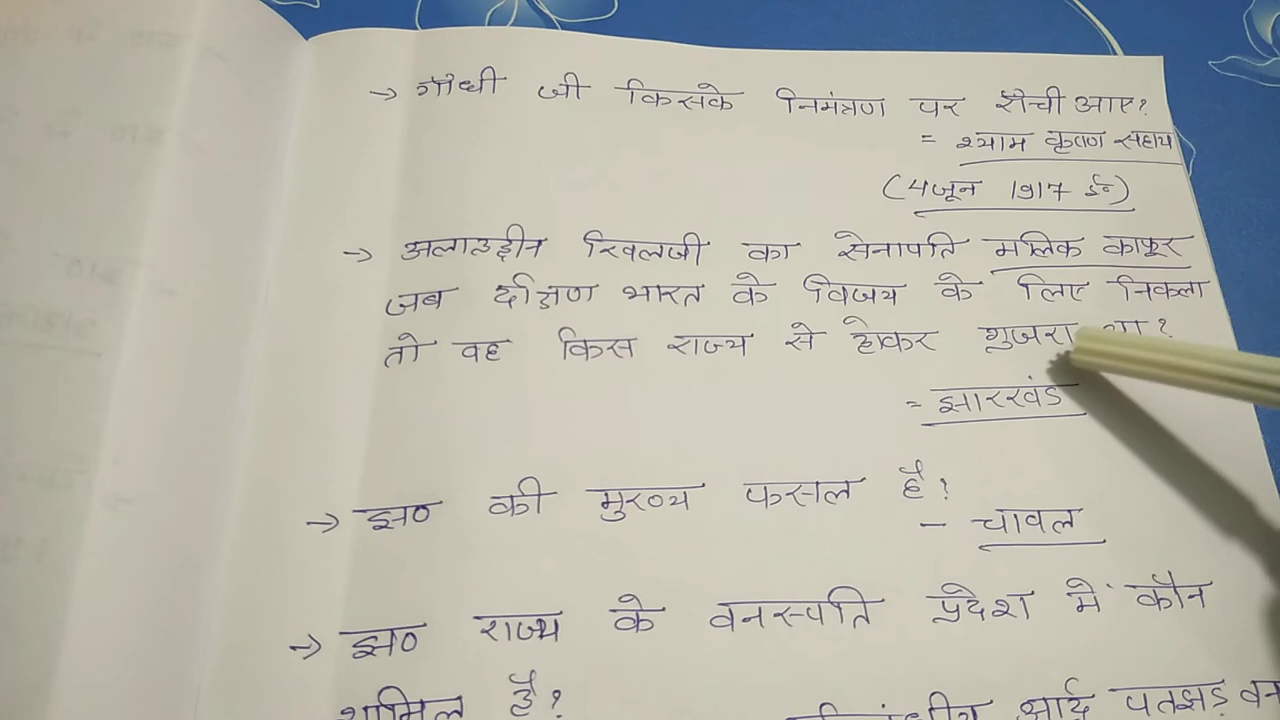 → गाँधी जी किसके निमंत्रण पर राँची आए?
= श्याम कृष्ण सहाय
(4 जून 1917 ई०)
→ अलाउद्दीन खिलजी का सेनापति मलिक काफूर
जब दक्षिण भारत के विजय के लिए निकला
तो वह किस राज्य से होकर गुजरा था?
= झारखंड
→ झा० की मुख्य फसल है?
- चावल
→ झा० राज्य के वनस्पति प्रदेश में कौन
शामिल है?
आर्द्र पतझड़ वन